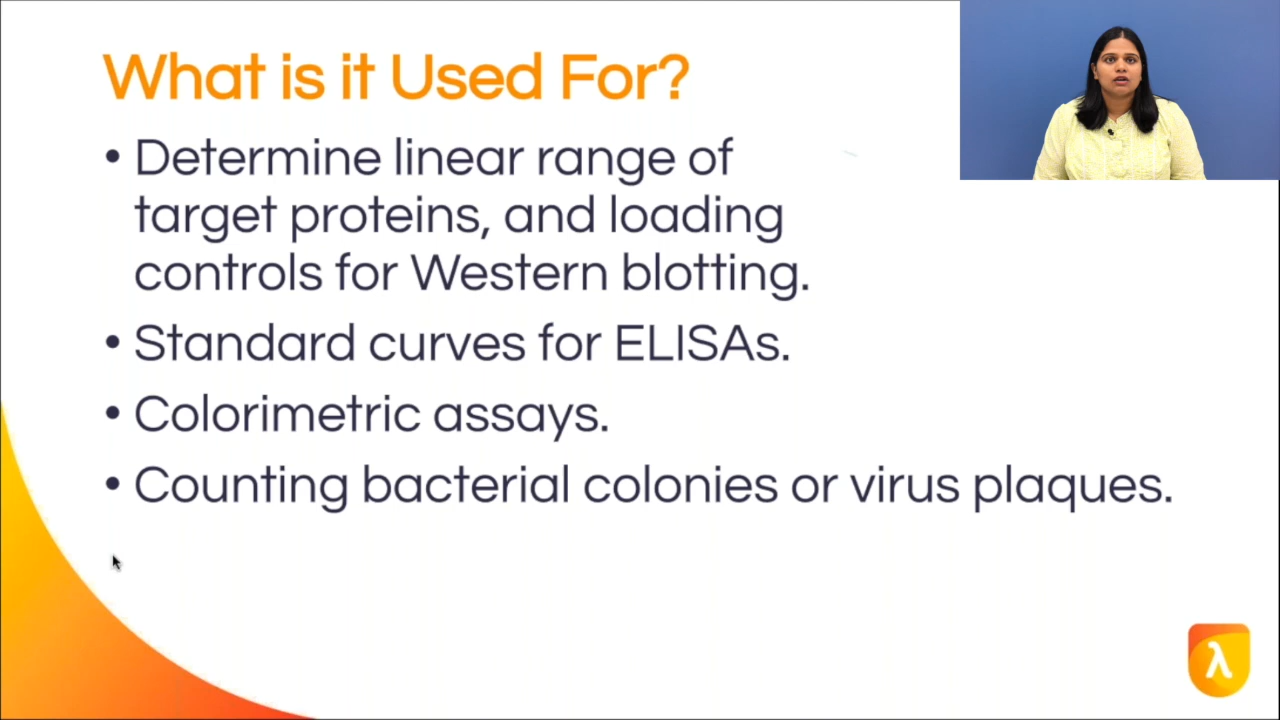 What is it Used For?
• Determine linear range of
target proteins, and loading
controls for Western blotting.
• Standard curves for ELISAs.
• Colorimetric assays.
• Counting bacterial colonies or virus plaques.
λ